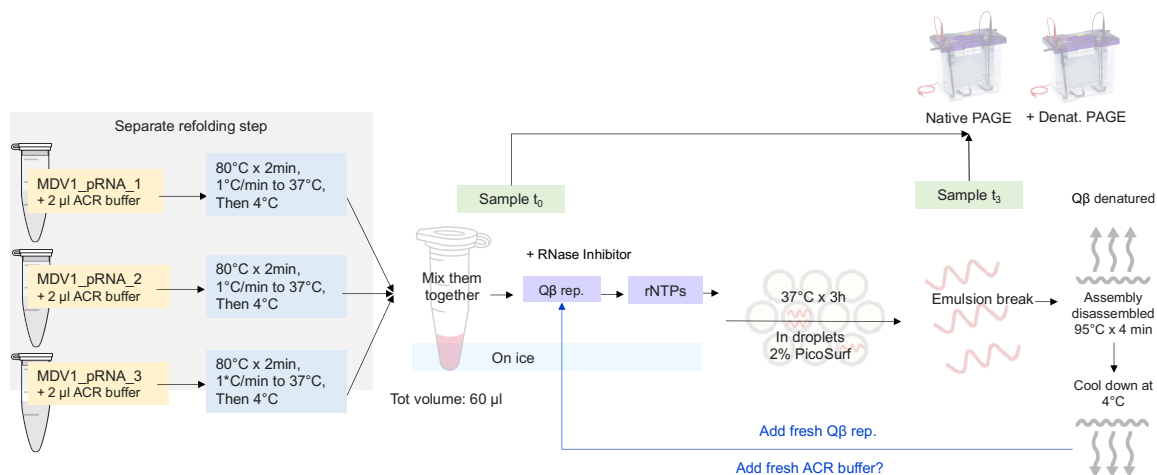 Native PAGE
+ Denat. PAGE
Separate refolding step
MDV1_pRNA_1
+ 2 µl ACR buffer
80°C x 2min,
1°C/min to 37°C,
Then 4°C
MDV1_pRNA_2
+ 2 µl ACR buffer
80°C x 2min,
1°C/min to 37°C,
Then 4°C
MDV1_pRNA_3
+ 2 µl ACR buffer
80°C x 2min,
1*C/min to 37°C,
Then 4°C
Sample t0
Sample t3
Mix them
together
On ice
Tot volume: 60 µl
+ RNase Inhibitor
Qβ rep.
rNTPs
37°C x 3h
In droplets
2% PicoSurf
Emulsion break
Qβ denatured
Assembly
disassembled
95°C x 4 min
Cool down at
4°C
Add fresh Qβ rep.
Add fresh ACR buffer?